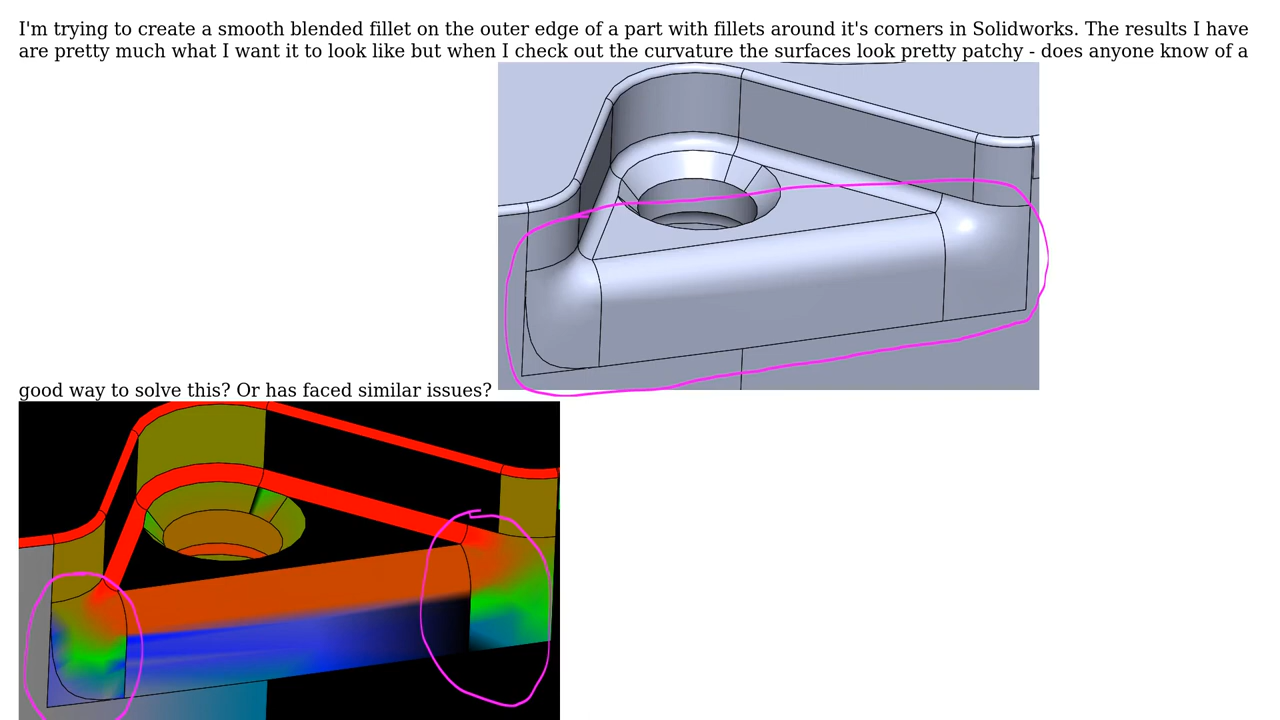 I'm trying to create a smooth blended fillet on the outer edge of a part with fillets around it's corners in Solidworks. The results I have
are pretty much what I want it to look like but when I check out the curvature the surfaces look pretty patchy - does anyone know of a
good way to solve this? Or has faced similar issues?